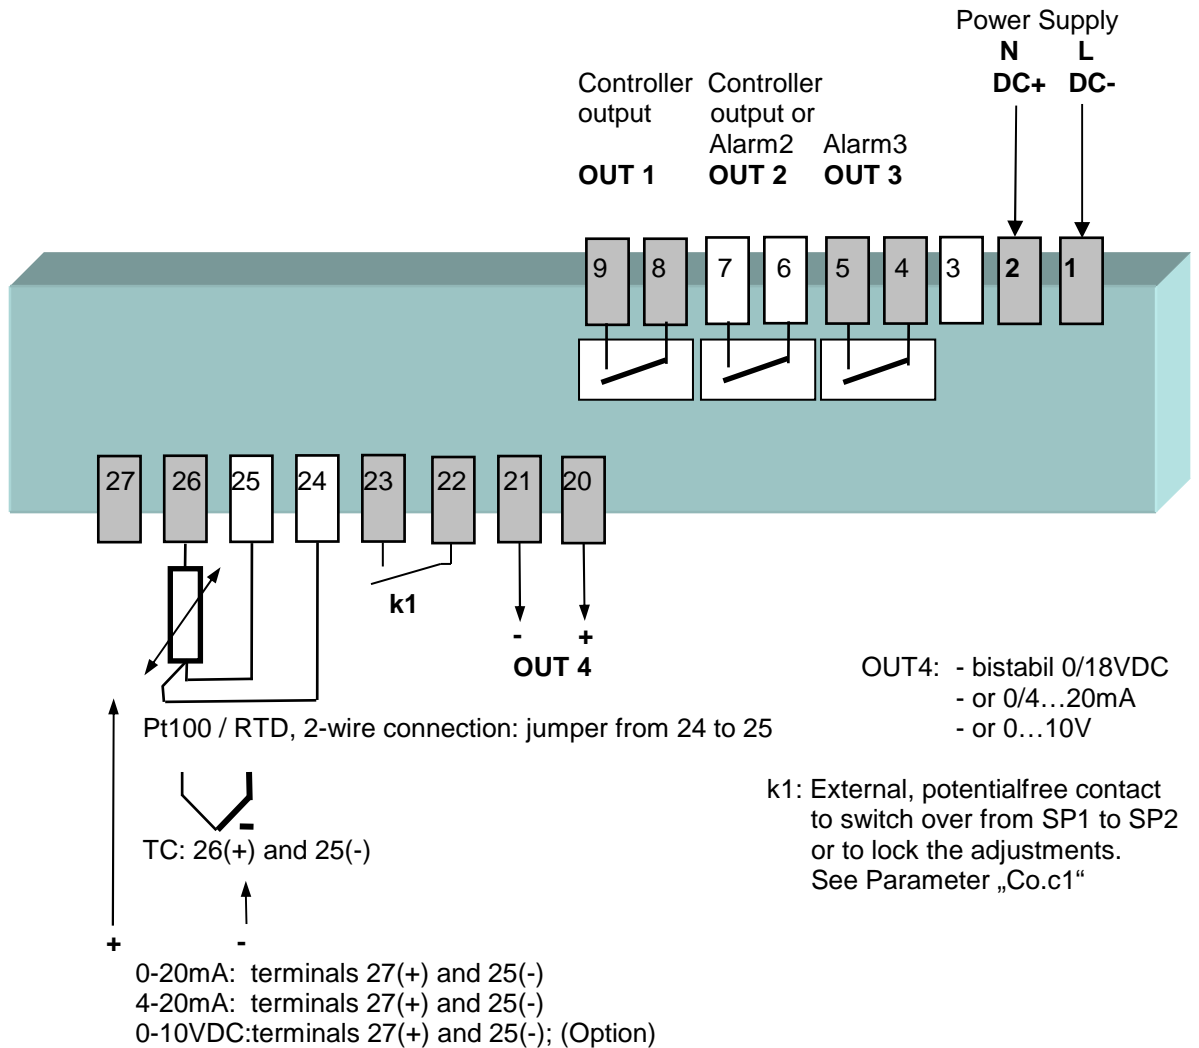 Power Supply
N L
DC+ DC-
Controller Controller
output output or
Alarm2 Alarm3
OUT 1 OUT 2 OUT 3
9 8 7 6 5 4 3 2 1
27 26 25 24 23 22 21 20
k1
- +
OUT 4
OUT4: - bistabil 0/18VDC
- or 0/4…20mA
- or 0…10V
Pt100 / RTD, 2-wire connection: jumper from 24 to 25
k1: External, potentialfree contact
to switch over from SP1 to SP2
or to lock the adjustments.
See Parameter „Co.c1“
-
TC: 26(+) and 25(-)
+ -
0-20mA: terminals 27(+) and 25(-)
4-20mA: terminals 27(+) and 25(-)
0-10VDC:terminals 27(+) and 25(-); (Option)